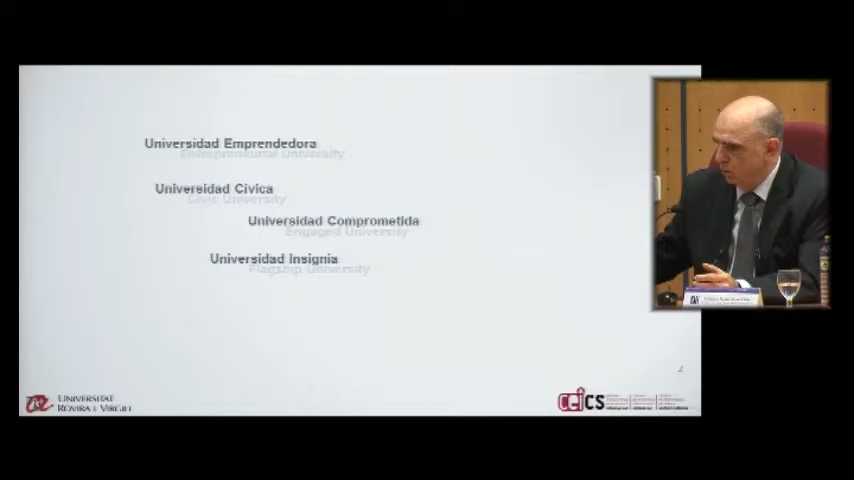 Universidad Emprendedora
Entrepreneurial University
Universidad Cívica
Civic University
Universidad Comprometida
Engaged University
Universidad Insignia
Flagship University
UNIVERSITAT
ROVIRA I VIRGILI
CEICS